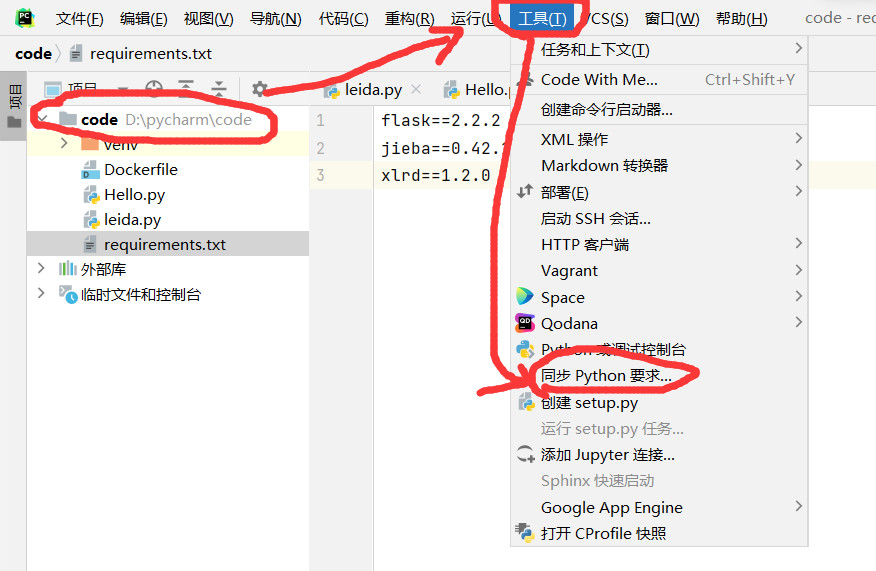 文件(F) 编辑(E) 视图(V) 导航(N) 代码(C) 重构(R) 运行(U) 工具(T) VCS(S) 窗口(W) 帮助(H) code - rec
code requirements.txt
项目
项目
leida.py
Hello.p
code D:\pycharm\code
venv
Dockerfile
Hello.py
leida.py
requirements.txt
外部库
临时文件和控制台
1 flask==2.2.2
2 jieba==0.42.1
3 xlrd==1.2.0
任务和上下文(T)
Code With Me... Ctrl+Shift+Y
创建命令行启动器...
XML 操作
Markdown 转换器
部署(E)
启动 SSH 会话...
HTTP 客户端
Vagrant
Space
Qodana
Python 或调试控制台
同步 Python 要求...
创建 setup.py
运行 setup.py 任务...
添加 Jupyter 连接...
Sphinx 快速启动
Google App Engine
打开 CProfile 快照